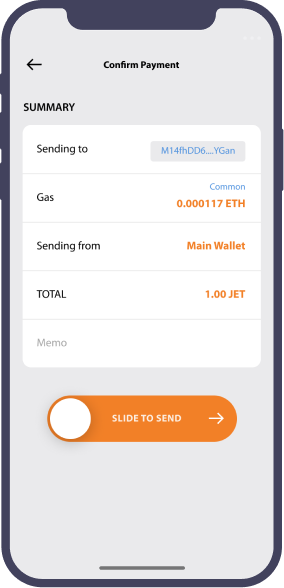 Confirm Payment
SUMMARY
Sending to
M14fhDD6....YGan
Gas
Common
0.000117 ETH
Sending from
Main Wallet
TOTAL
1.00 JET
Memo
SLIDE TO SEND